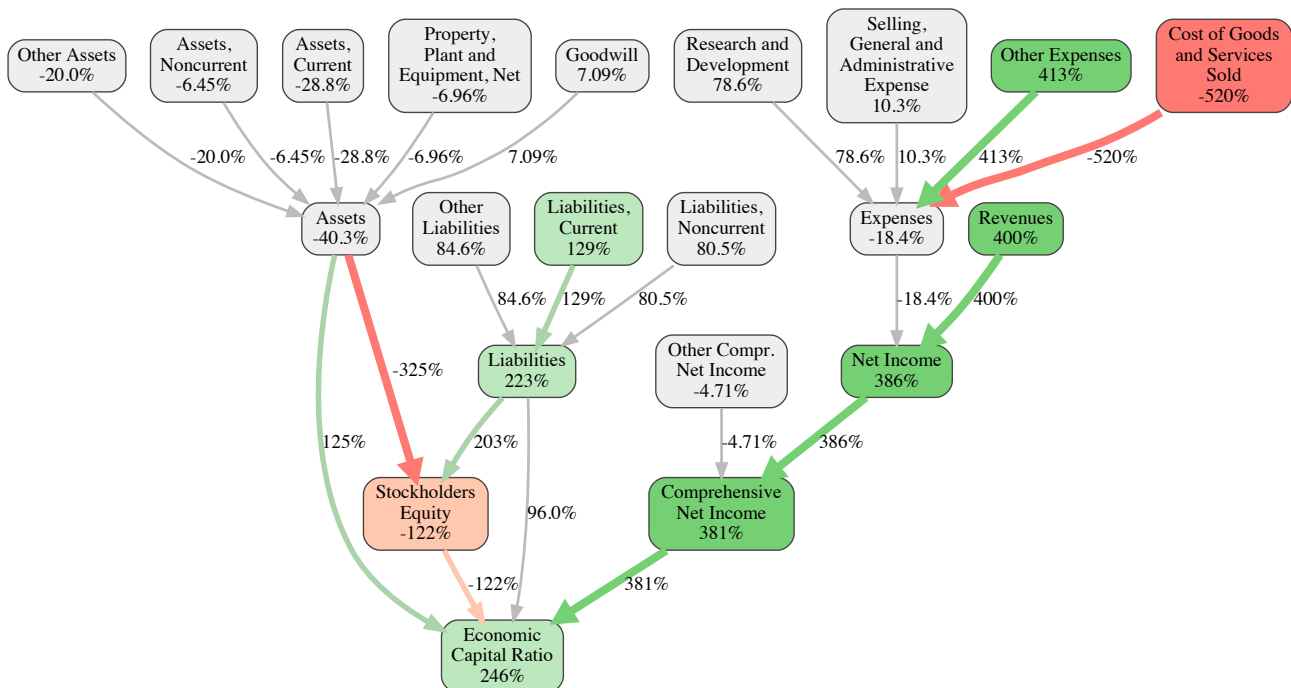 Other Assets
-20.0%
Assets,
Noncurrent
-6.45%
Assets,
Current
-28.8%
Property,
Plant and
Equipment, Net
-6.96%
Goodwill
7.09%
Research and
Development
78.6%
Selling,
General and
Administrative
Expense
10.3%
Other Expenses
413%
Cost of Goods
and Services
Sold
-520%
-20.0%
-6.45%
-28.8%
-6.96%
7.09%
78.6%
10.3%
413%
-520%
Assets
-40.3%
Other
Liabilities
84.6%
Liabilities,
Current
129%
Liabilities,
Noncurrent
80.5%
Expenses
-18.4%
Revenues
400%
84.6%
129%
80.5%
-18.4%
400%
-325%
Liabilities
223%
Other Compr.
Net Income
-4.71%
Net Income
386%
125%
203%
-4.71%
386%
Stockholders
Equity
-122%
96.0%
Comprehensive
Net Income
381%
-122%
381%
Economic
Capital Ratio
246%